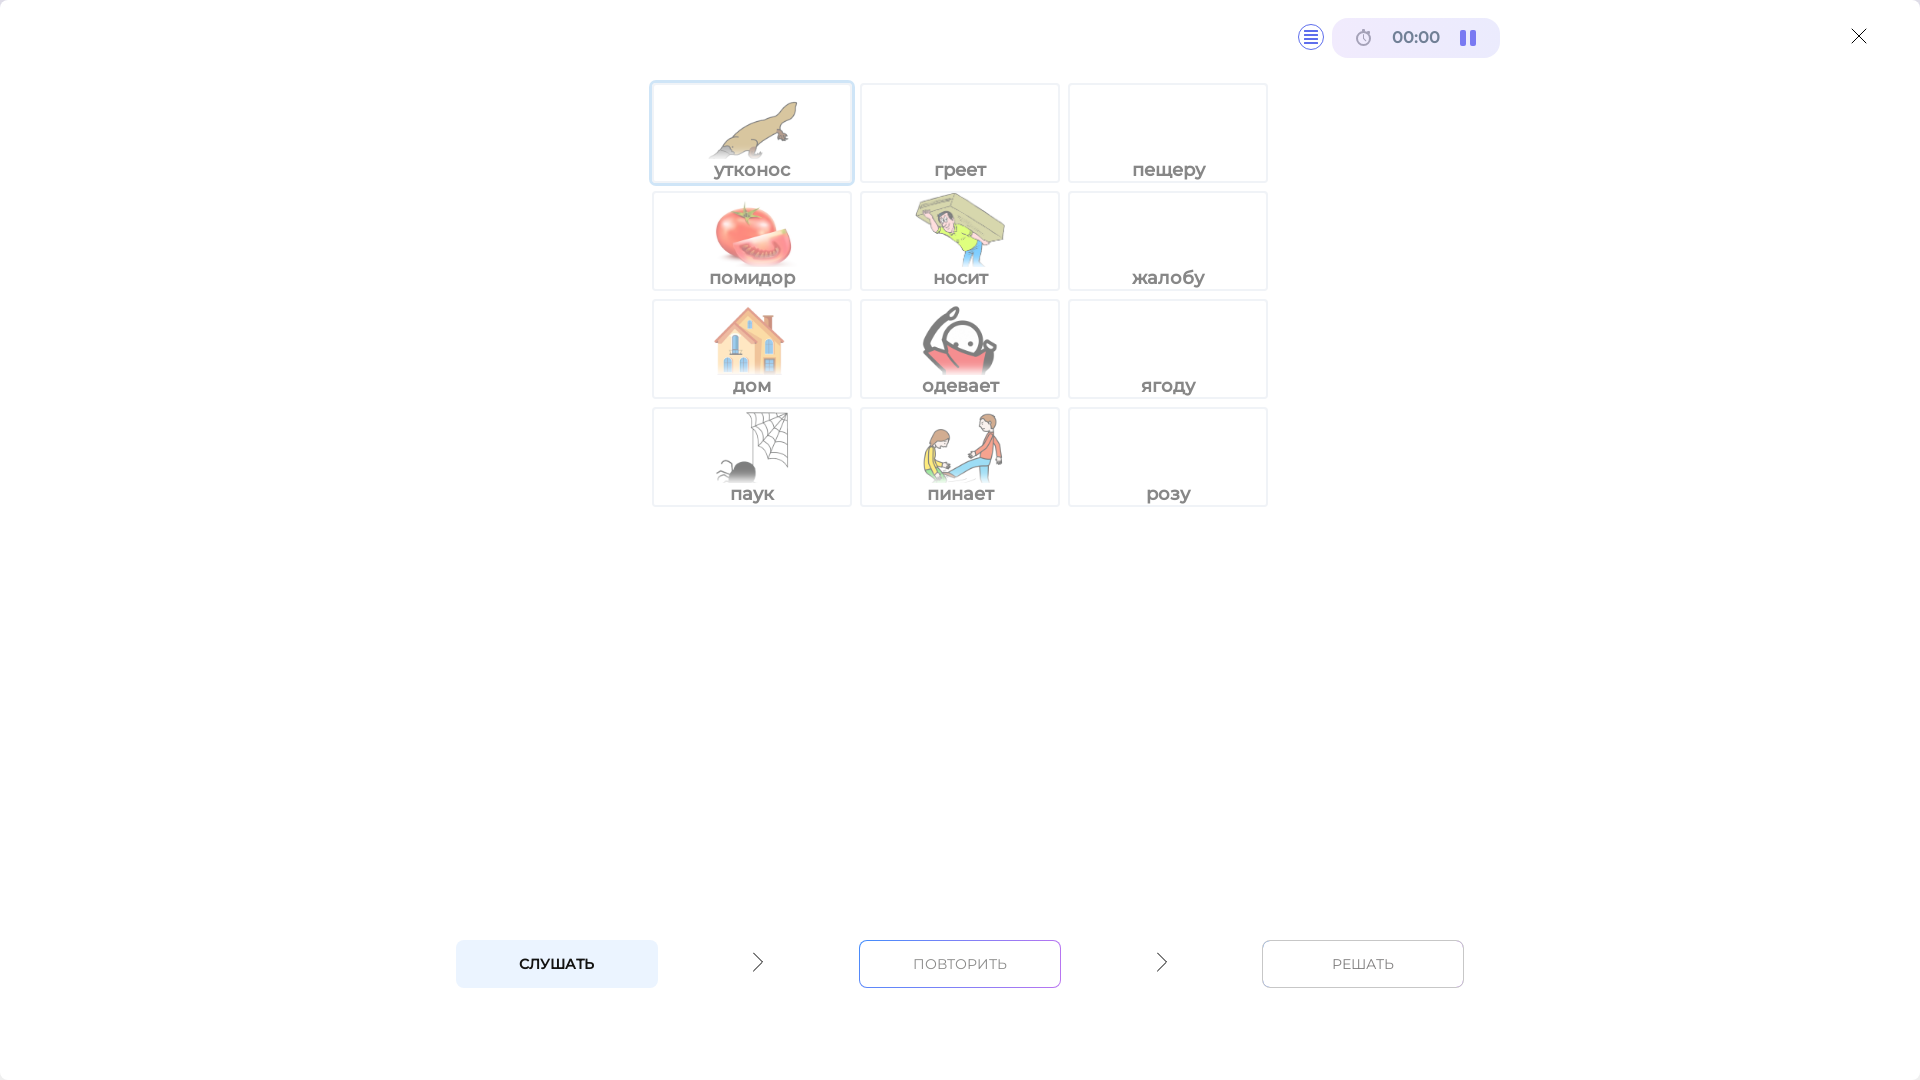 00:00
утконос греет пещеру
помидор носит жалобу
дом одевает ягоду
паук пинает розу
СЛУШАТЬ ПОВТОРИТЬ РЕШАТЬ